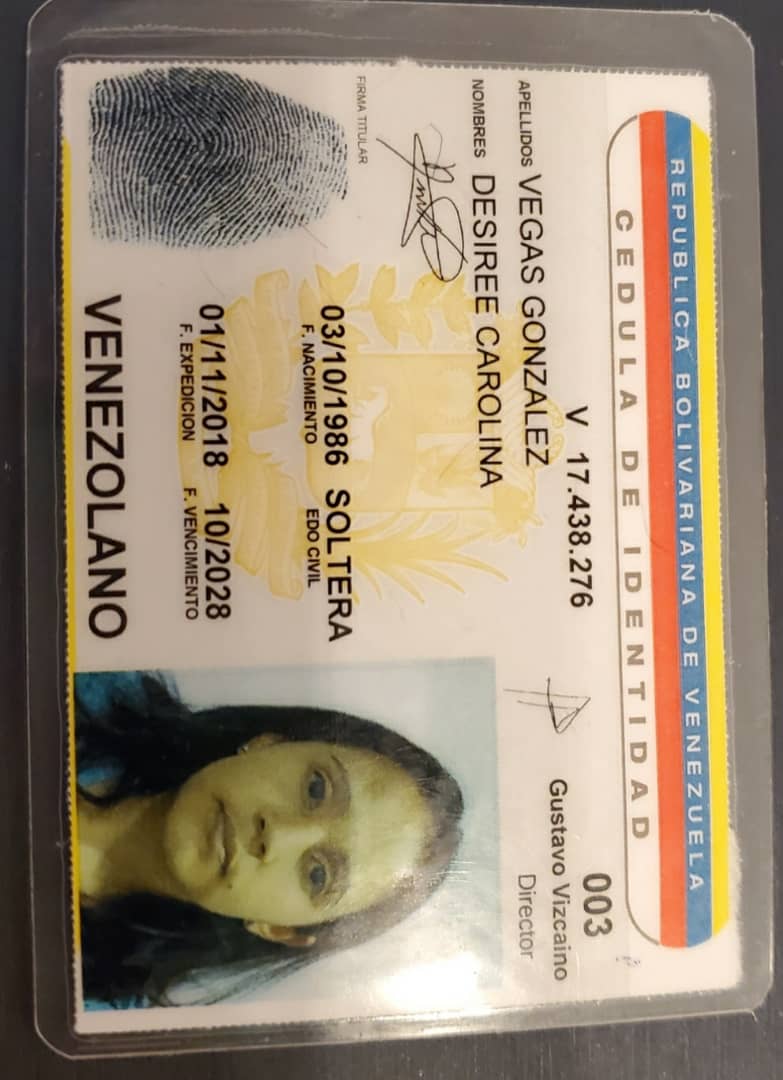 REPUBLICA BOLIVARIANA DE VENEZUELA
CEDULA DE IDENTIDAD
V 17.438.276
003
APELLIDOS VEGAS GONZALEZ
Gustavo Vizcaino
NOMBRES DESIREE CAROLINA
Director
FIRMA TITULAR
03/10/1986 SOLTERA
F. NACIMIENTO EDO CIVIL
01/11/2018 10/2028
F. EXPEDICION F. VENCIMIENTO
VENEZOLANO